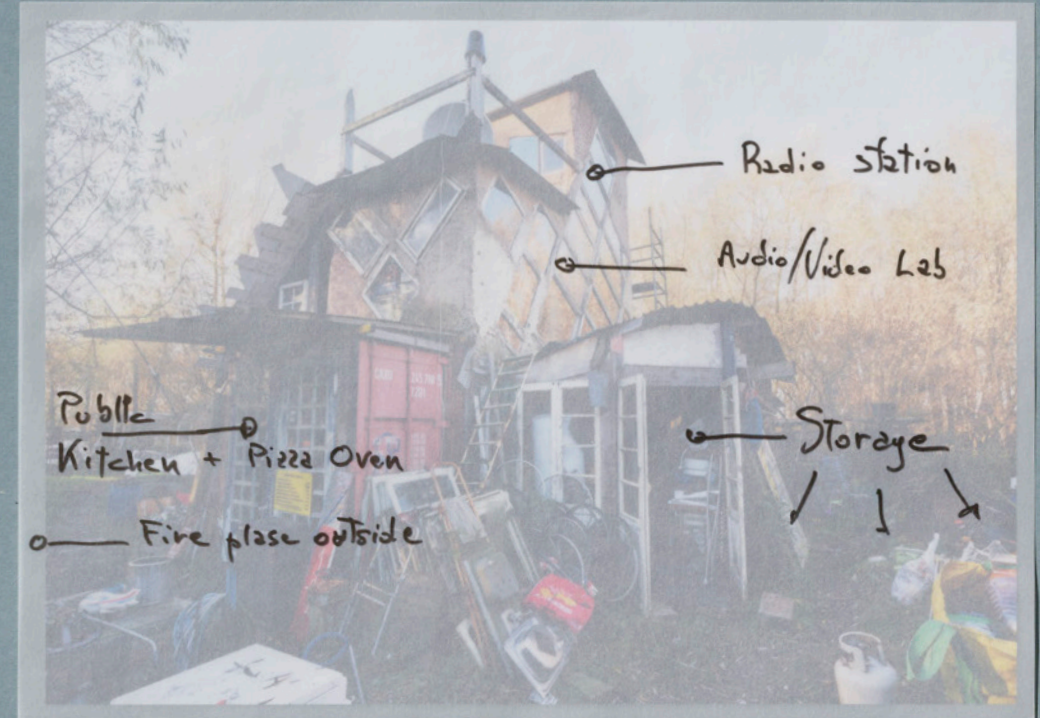 Radio station
Audio/Video Lab
Public
Kitchen + Pizza Oven
Storage
Fire plase outside